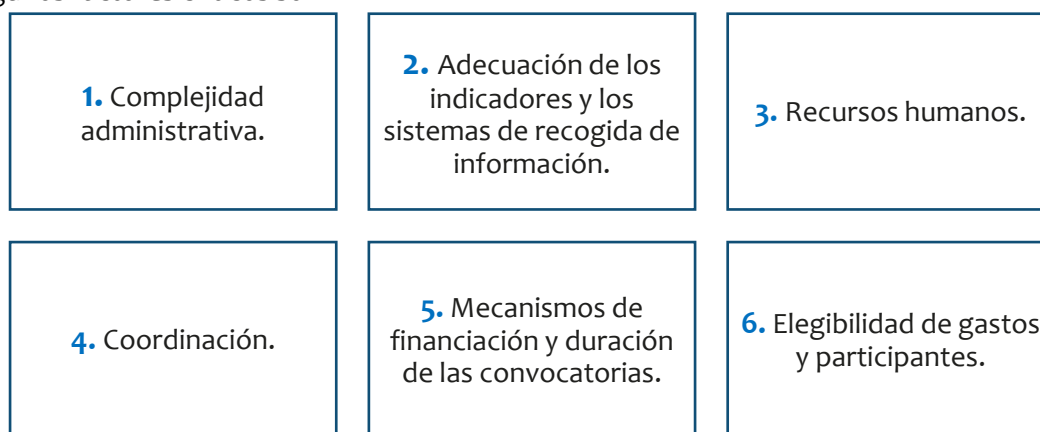 1. Complejidad
administrativa.
2. Adecuación de los
indicadores y los
sistemas de recogida de
información.
3. Recursos humanos.
4. Coordinación.
5. Mecanismos de
financiación y duración
de las convocatorias.
6. Elegibilidad de gastos
y participantes.